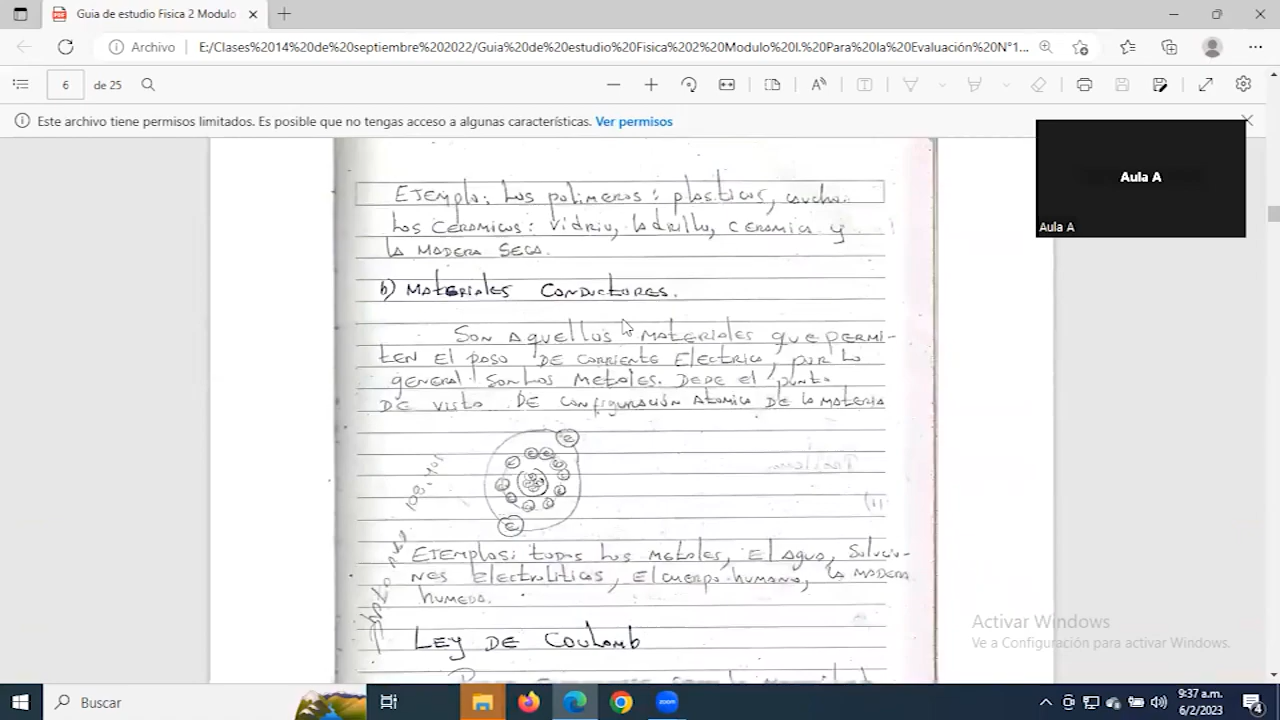 Guia de estudio Fisica 2 Modulo
Archivo
E:/Clases%2014%20de%20septiembre%202022/Guia%20de%20estudio%20Fisica%202%20Modulo%20I.%20Para%20la%20Evaluación%20N°1...
6 de 25
Este archivo tiene permisos limitados. Es posible que no tengas acceso a algunas características. Ver permisos
Aula A
Aula A
Ejemplo: Los polimeros: plasticos, caucho.
Los ceramicos: vidrio, ladrillo, ceramica y
la madera seca.
b) Materiales Conductores.
Son aquellos materiales que permi-
ten el paso de corriente Electrica, por lo
general son los metales. Depe el punto
de vista de configuración atomica de la materia
e
e
Ejemplos: todos los metales, El agua, Solucio-
nes Electroliticas, El cuerpo humano, la madera
humeda.
Ley de Coulomb
Activar Windows
Ve a Configuración para activar Windows.
Buscar
zoom
9:37 a.m.
6/2/2023
4